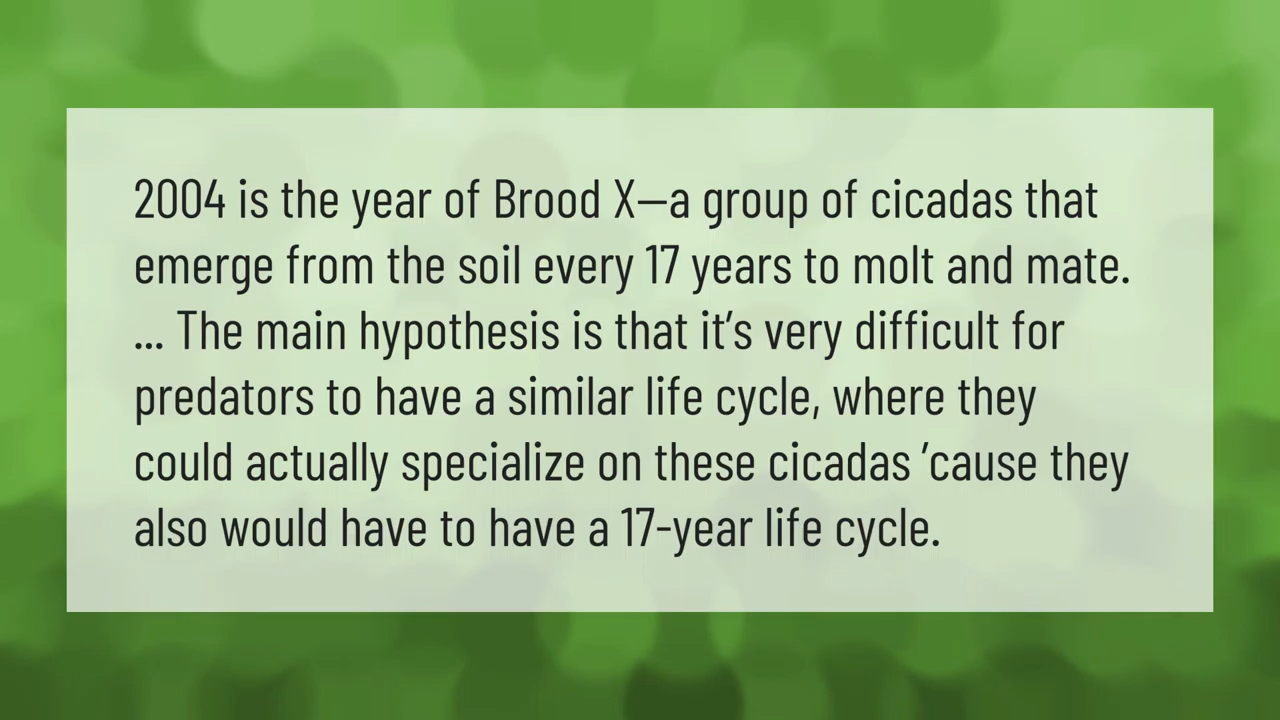 2004 is the year of Brood X—a group of cicadas that
emerge from the soil every 17 years to molt and mate.
... The main hypothesis is that it’s very difficult for
predators to have a similar life cycle, where they
could actually specialize on these cicadas ’cause they
also would have to have a 17-year life cycle.